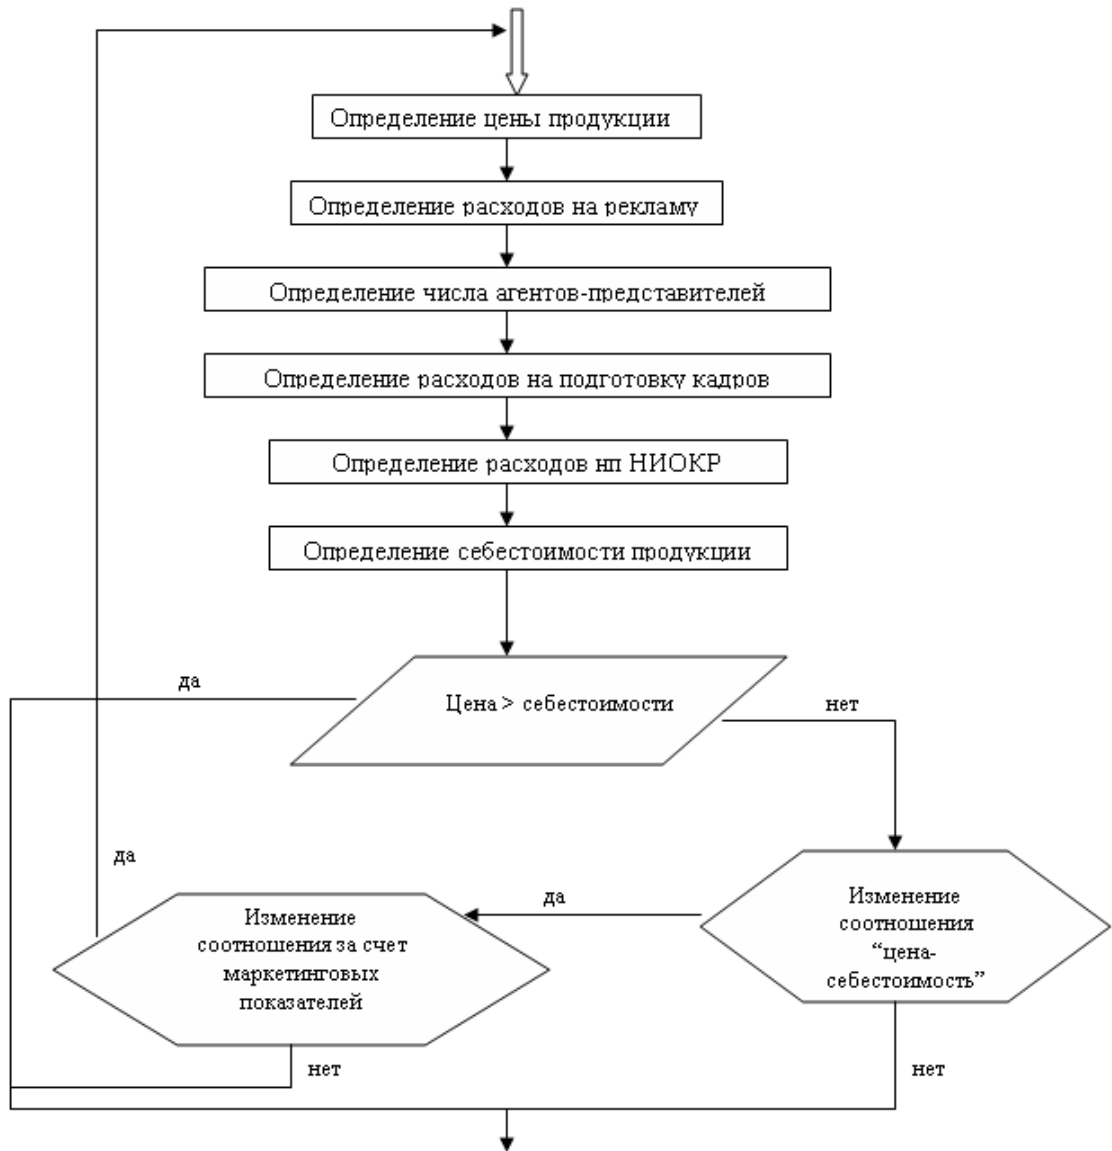 Определение цены продукции
Определение расходов на рекламу
Определение числа агентов-представителей
Определение расходов на подготовку кадров
Определение расходов нп НИОКР
Определение себестоимости продукции
да
Цена > себестоимости
нет
да
да
Изменение
соотношения
“цена-
себестоимость”
Изменение
соотношения за счет
маркетинговых
показателей
нет
нет